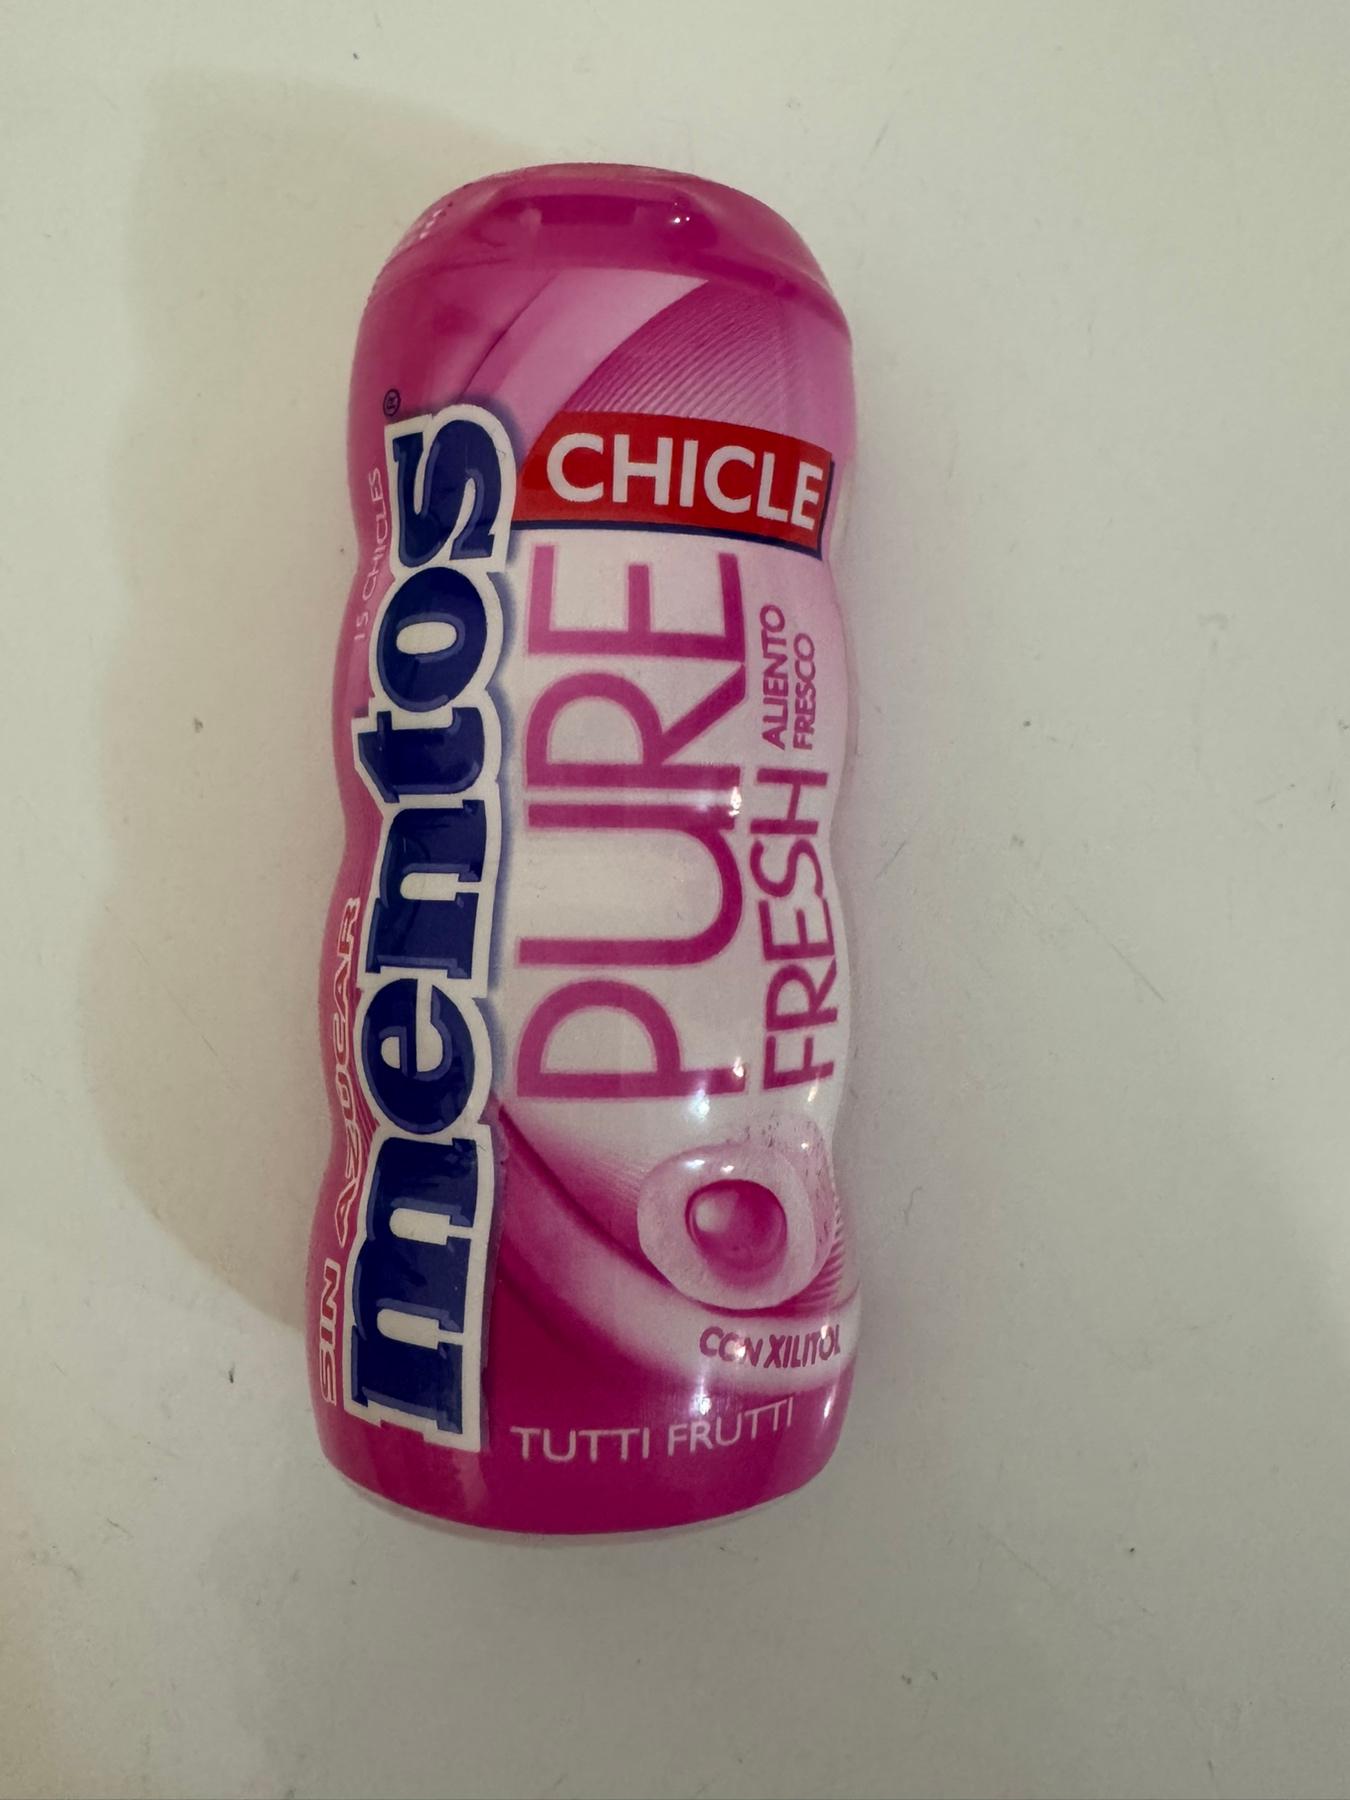 15 CHICLES
SIN AZUCAR
mentos®
CHICLE
PURE
FRESH
ALIENTO
FRESCO
CON XILITOL
TUTTI FRUTTI